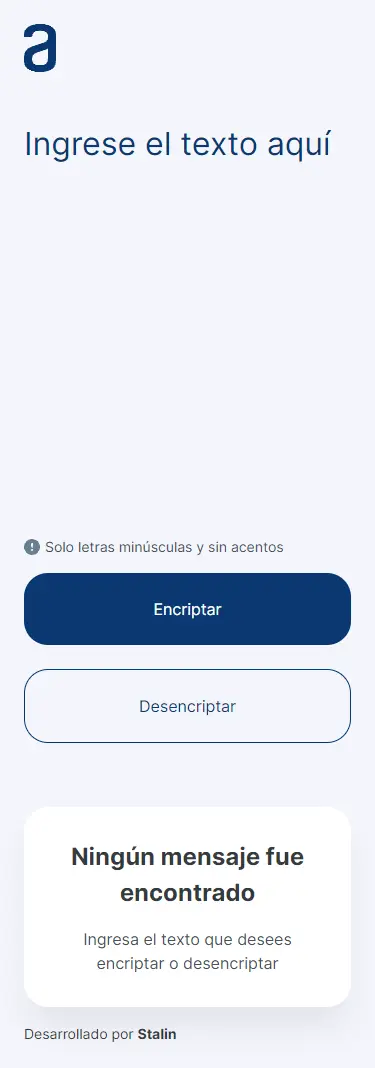 a
Ingrese el texto aquí
Solo letras minúsculas y sin acentos
Encriptar
Desencriptar
Ningún mensaje fue
encontrado
Ingresa el texto que desees
encriptar o desencriptar
Desarrollado por Stalin